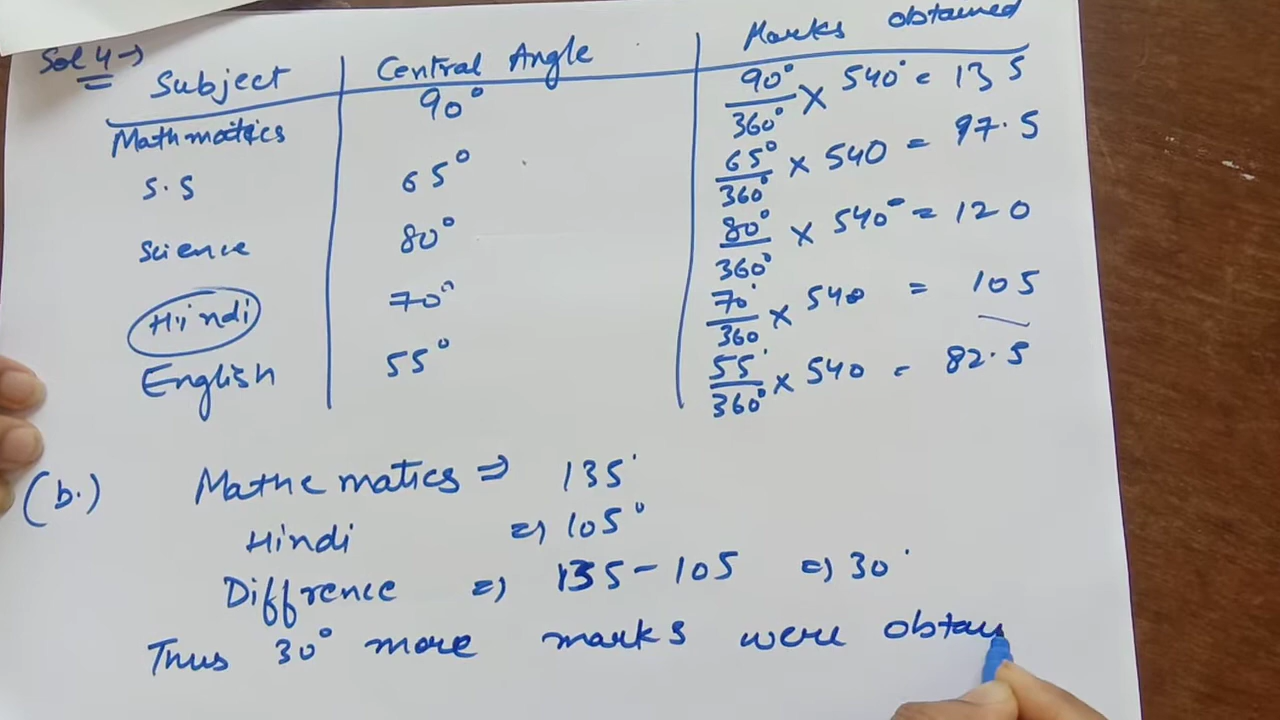 Sol 4→
Subject Central Angle Marks obtained
Mathmatics 90° 90°/360° × 540° = 135
S.S 65° 65°/360° × 540 = 97.5
Science 80° 80°/360° × 540° = 120
Hindi 70° 70°/360 × 540 = 105
English 55° 55°/360° × 540 = 82.5
(b.) Mathematics ⇒ 135°
Hindi ⇒ 105°
Diffrence ⇒ 135-105 ⇒ 30°
Thus 30° more marks were obtain